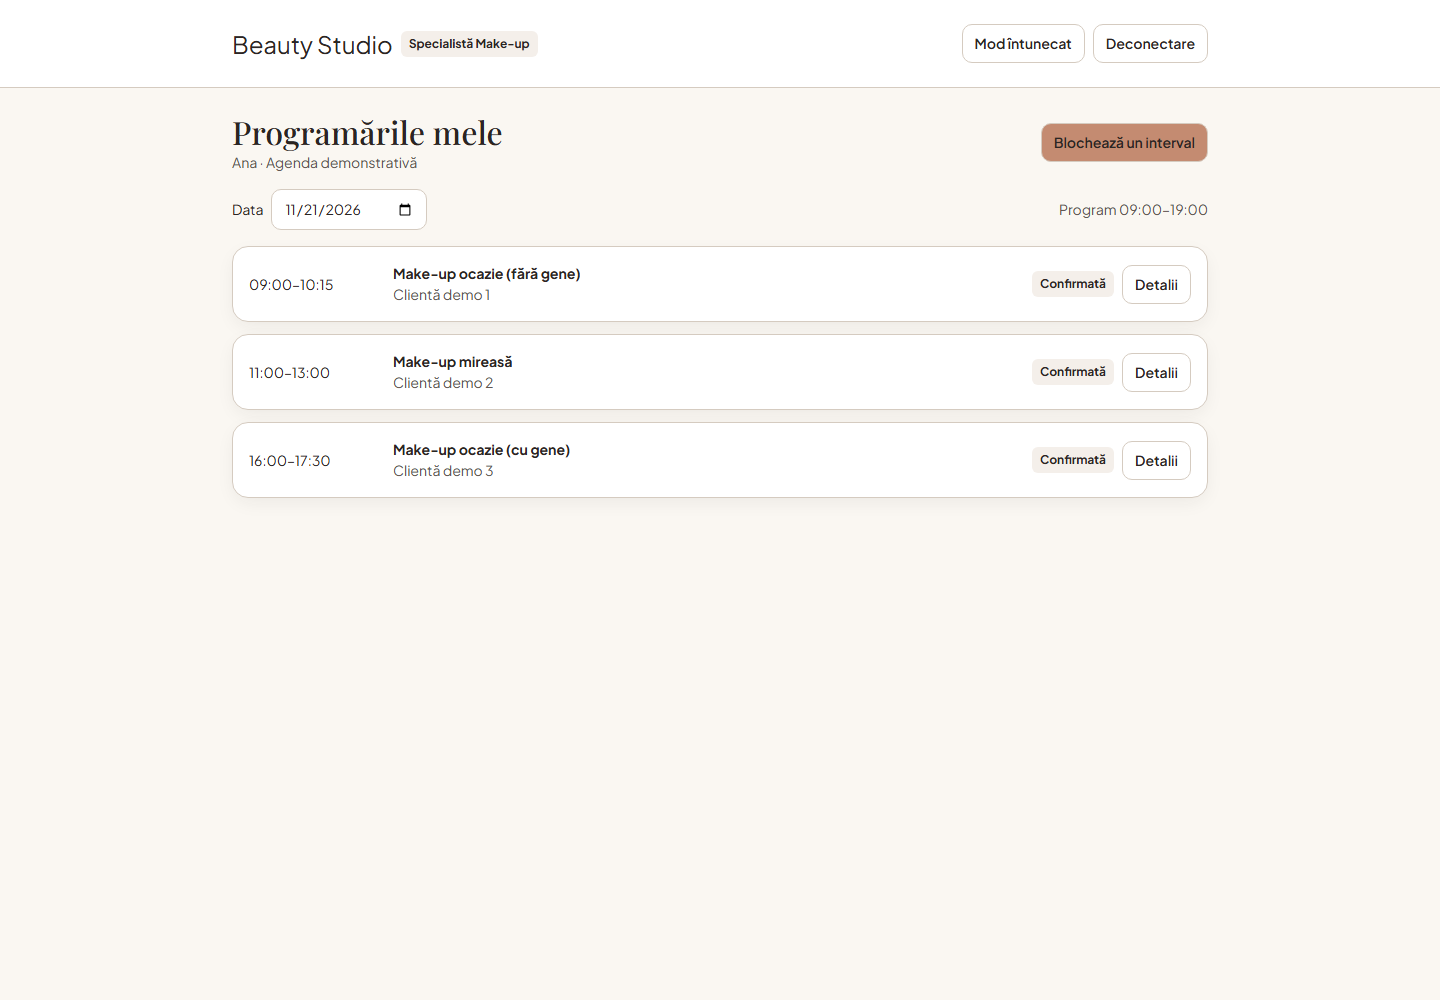 Beauty Studio Specialistă Make-up Mod întunecat Deconectare
Programările mele
Ana · Agenda demonstrativă
Blochează un interval
Data 11/21/2026 Program 09:00–19:00
09:00–10:15 Make-up ocazie (fără gene) Confirmată Detalii
Clientă demo 1
11:00–13:00 Make-up mireasă Confirmată Detalii
Clientă demo 2
16:00–17:30 Make-up ocazie (cu gene) Confirmată Detalii
Clientă demo 3